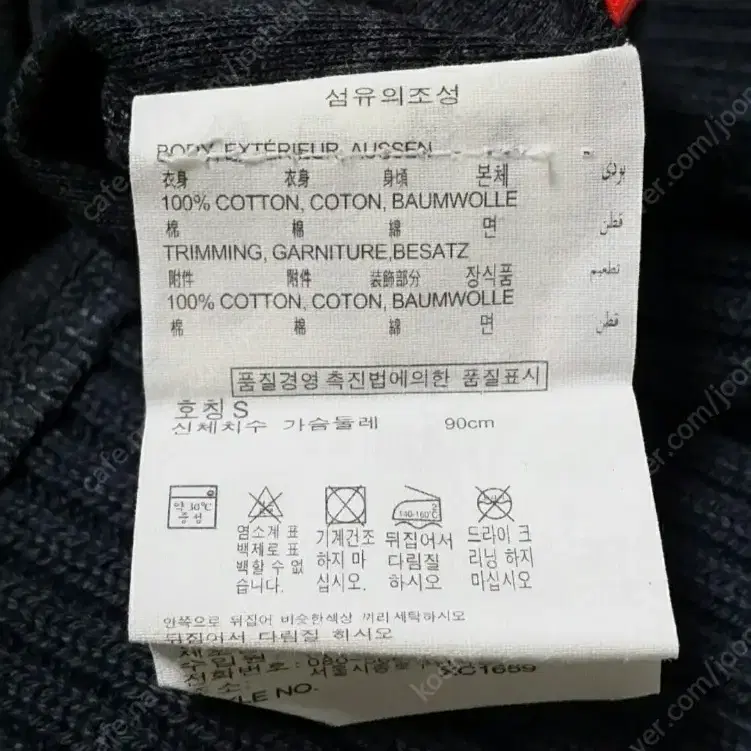 섬유의조성
BODY, EXTÉRIEUR, AUSSEN
衣身 衣身 身頃 본체
100% COTTON, COTON, BAUMWOLLE
棉 棉 綿 면 قطن
TRIMMING, GARNITURE,BESATZ
附件 附件 装飾部分 장식품
100% COTTON, COTON, BAUMWOLLE
棉 棉 綿 면 قطن
품질경영 촉진법에의한 품질표시
호칭 S
신체치수 가슴둘레 90cm
약 30℃ 중성
140-160℃
염소계 표백제로 표백할 수 없습니다.
기계건조 하지 마십시오.
뒤집어서 다림질 하시오
드라이 크리닝 하지 마십시오
안쪽으로 뒤집어 비슷한색상 끼리 세탁하시오
뒤집어서 다림질 하시오